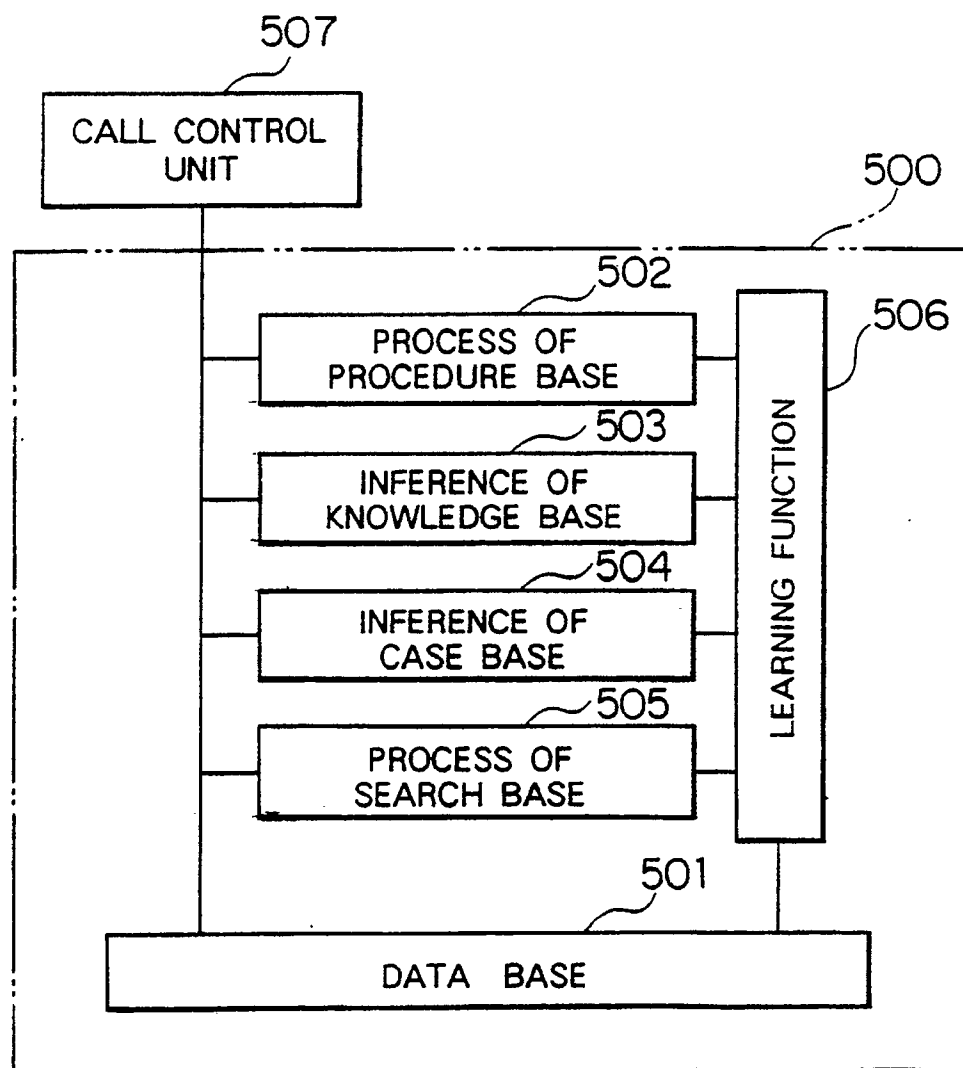 507
CALL CONTROL
UNIT
500
502
PROCESS OF
PROCEDURE BASE
506
503
INFERENCE OF
KNOWLEDGE BASE
LEARNING FUNCTION
504
INFERENCE OF
CASE BASE
505
PROCESS OF
SEARCH BASE
501
DATA BASE